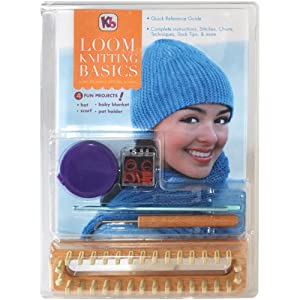 Kb
LOOM
KNITTING
BASICS
4 FUN PROJECTS!
• hat • baby blanket
• scarf • pot holder
• Quick Reference Guide
• Complete instructions, Stitches, Charts,
Techniques, Book Tips, & more